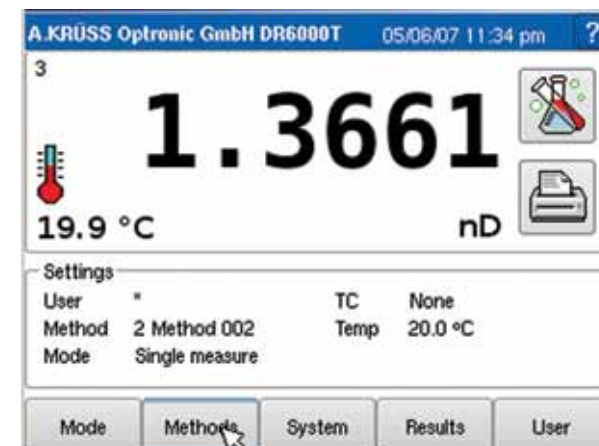 A.KRÜSS Optronic GmbH DR6000T 05/06/07 11:34 pm ?
3
1.3661
19.9 °C nD
Settings
User * TC None
Method 2 Method 002 Temp 20.0 ºC
Mode Single measure
Mode Methods System Results User